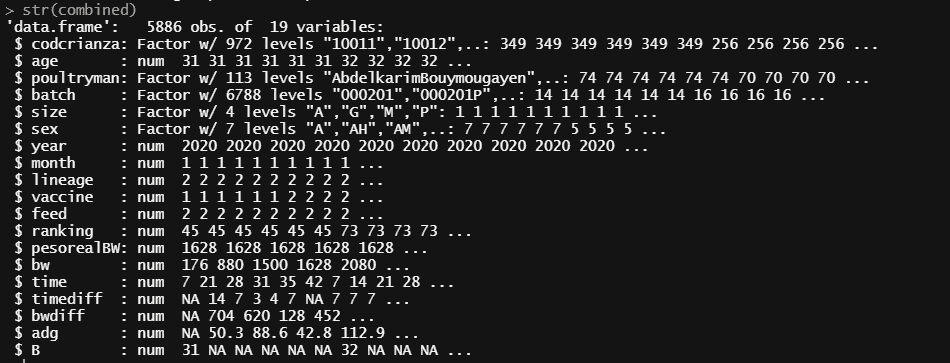 > str(combined)
'data.frame':   5886 obs. of  19 variables:
 $ codcrianza: Factor w/ 972 levels "10011","10012",..: 349 349 349 349 349 349 256 256 256 256 ...
 $ age       : num  31 31 31 31 31 31 32 32 32 32 ...
 $ poultryman: Factor w/ 113 levels "AbdelkarimBouymougayen",..: 74 74 74 74 74 74 70 70 70 70 ...
 $ batch     : Factor w/ 6788 levels "000201","000201P",..: 14 14 14 14 14 14 16 16 16 16 ...
 $ size      : Factor w/ 4 levels "A","G","M","P": 1 1 1 1 1 1 1 1 1 1 ...
 $ sex       : Factor w/ 7 levels "A","AH","AM",..: 7 7 7 7 7 7 5 5 5 5 ...
 $ year      : num  2020 2020 2020 2020 2020 2020 2020 2020 2020 2020 ...
 $ month     : num  1 1 1 1 1 1 1 1 1 1 ...
 $ lineage   : num  2 2 2 2 2 2 2 2 2 2 ...
 $ vaccine   : num  1 1 1 1 1 1 2 2 2 2 ...
 $ feed      : num  2 2 2 2 2 2 2 2 2 2 ...
 $ ranking   : num  45 45 45 45 45 45 73 73 73 73 ...
 $ pesorealBW: num  1628 1628 1628 1628 1628 ...
 $ bw        : num  176 880 1500 1628 2080 ...
 $ time      : num  7 21 28 31 35 42 7 14 21 28 ...
 $ timediff  : num  NA 14 7 3 4 7 NA 7 7 7 ...
 $ bwdiff    : num  NA 704 620 128 452 ...
 $ adg       : num  NA 50.3 88.6 42.8 112.9 ...
 $ B         : num  31 NA NA NA NA NA 32 NA NA NA ...